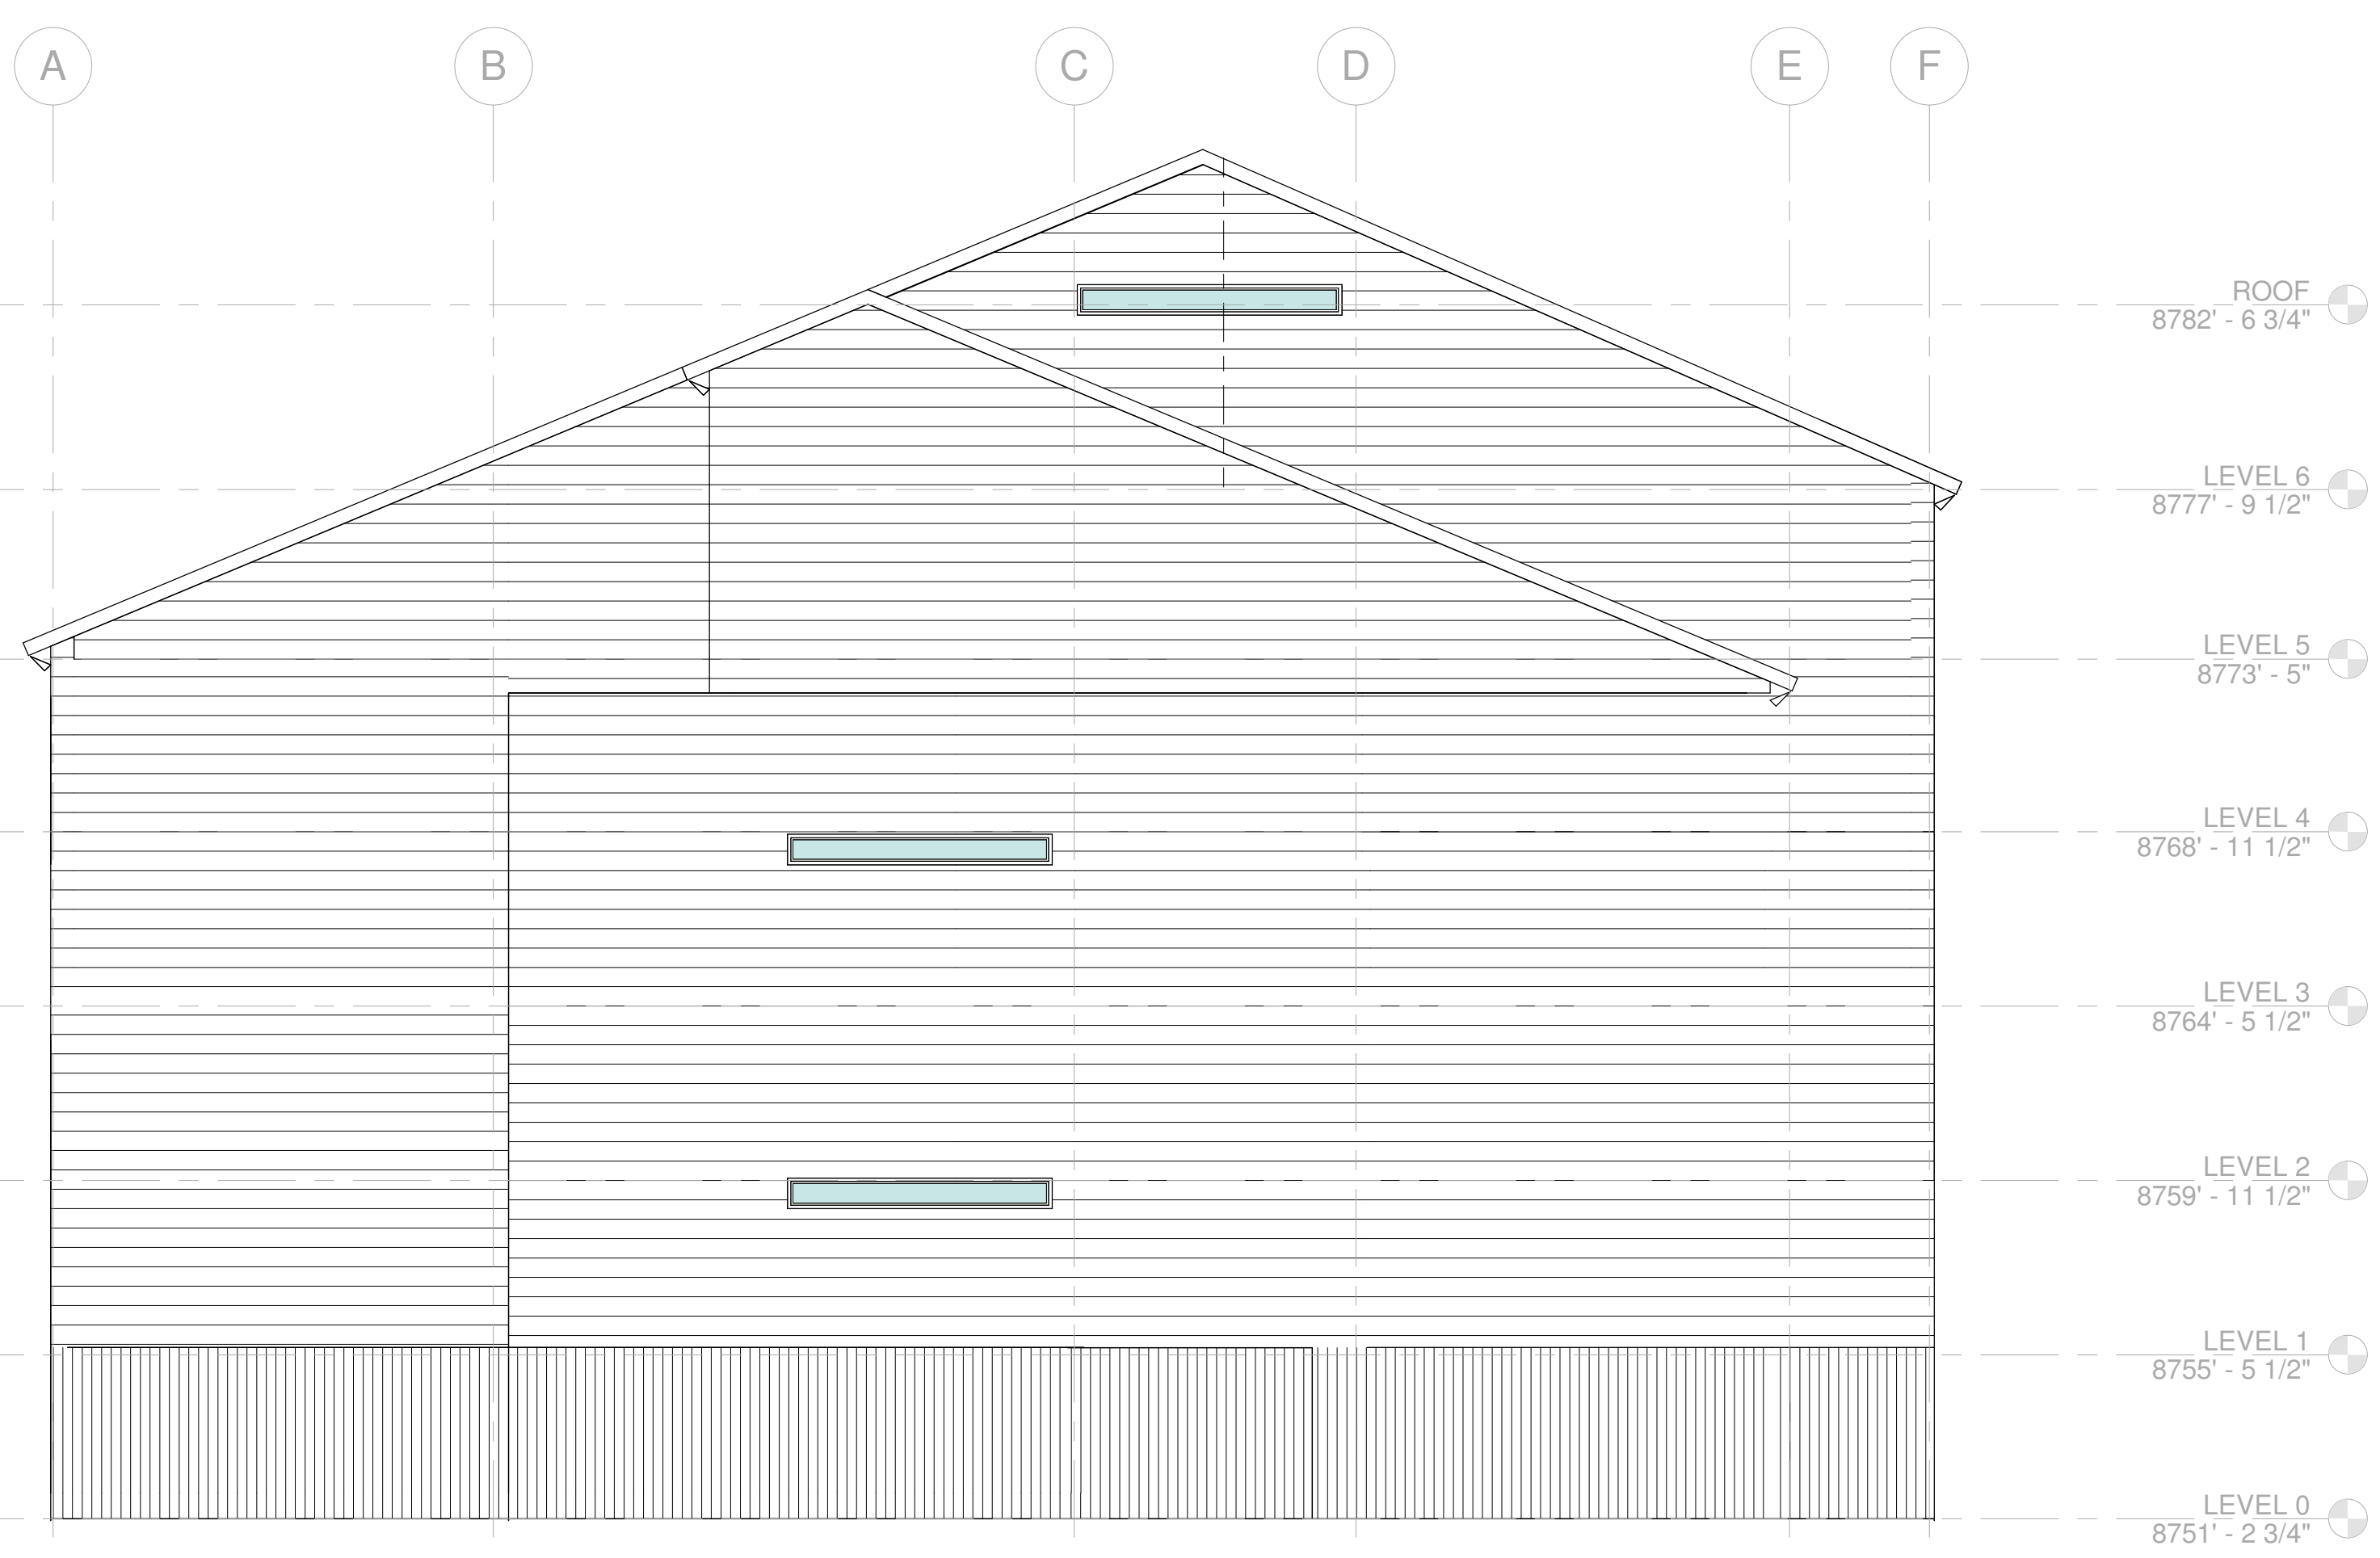 A B C D E F
ROOF
8782' - 6 3/4"
LEVEL 6
8777' - 9 1/2"
LEVEL 5
8773' - 5"
LEVEL 4
8768' - 11 1/2"
LEVEL 3
8764' - 5 1/2"
LEVEL 2
8759' - 11 1/2"
LEVEL 1
8755' - 5 1/2"
LEVEL 0
8751' - 2 3/4"